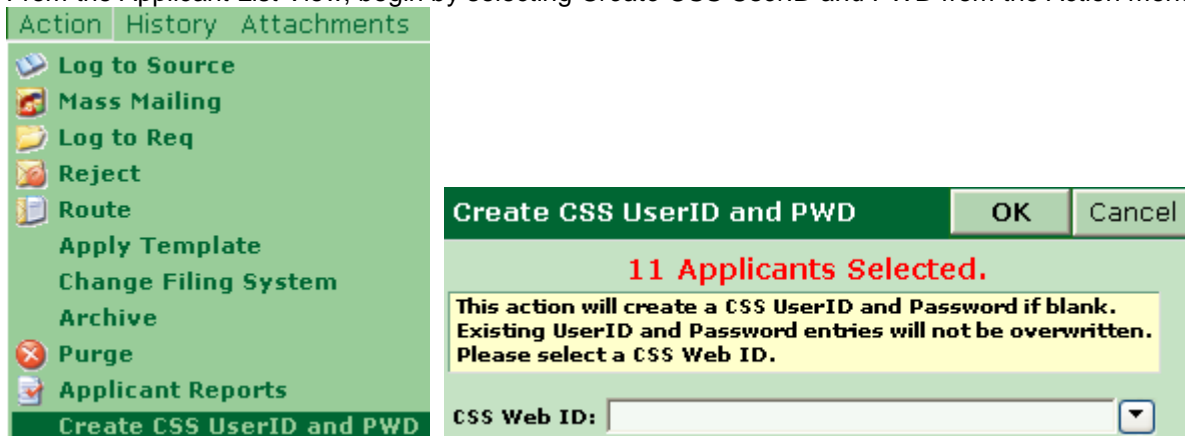 From the Applicant List View, begin by selecting Create CSS UserID and PWD from the Action menu
Action History Attachments
Log to Source
Mass Mailing
Log to Req
Reject
Route
Apply Template
Change Filing System
Archive
Purge
Applicant Reports
Create CSS UserID and PWD
Create CSS UserID and PWD OK Cancel
11 Applicants Selected.
This action will create a CSS UserID and Password if blank.
Existing UserID and Password entries will not be overwritten.
Please select a CSS Web ID.
CSS Web ID: